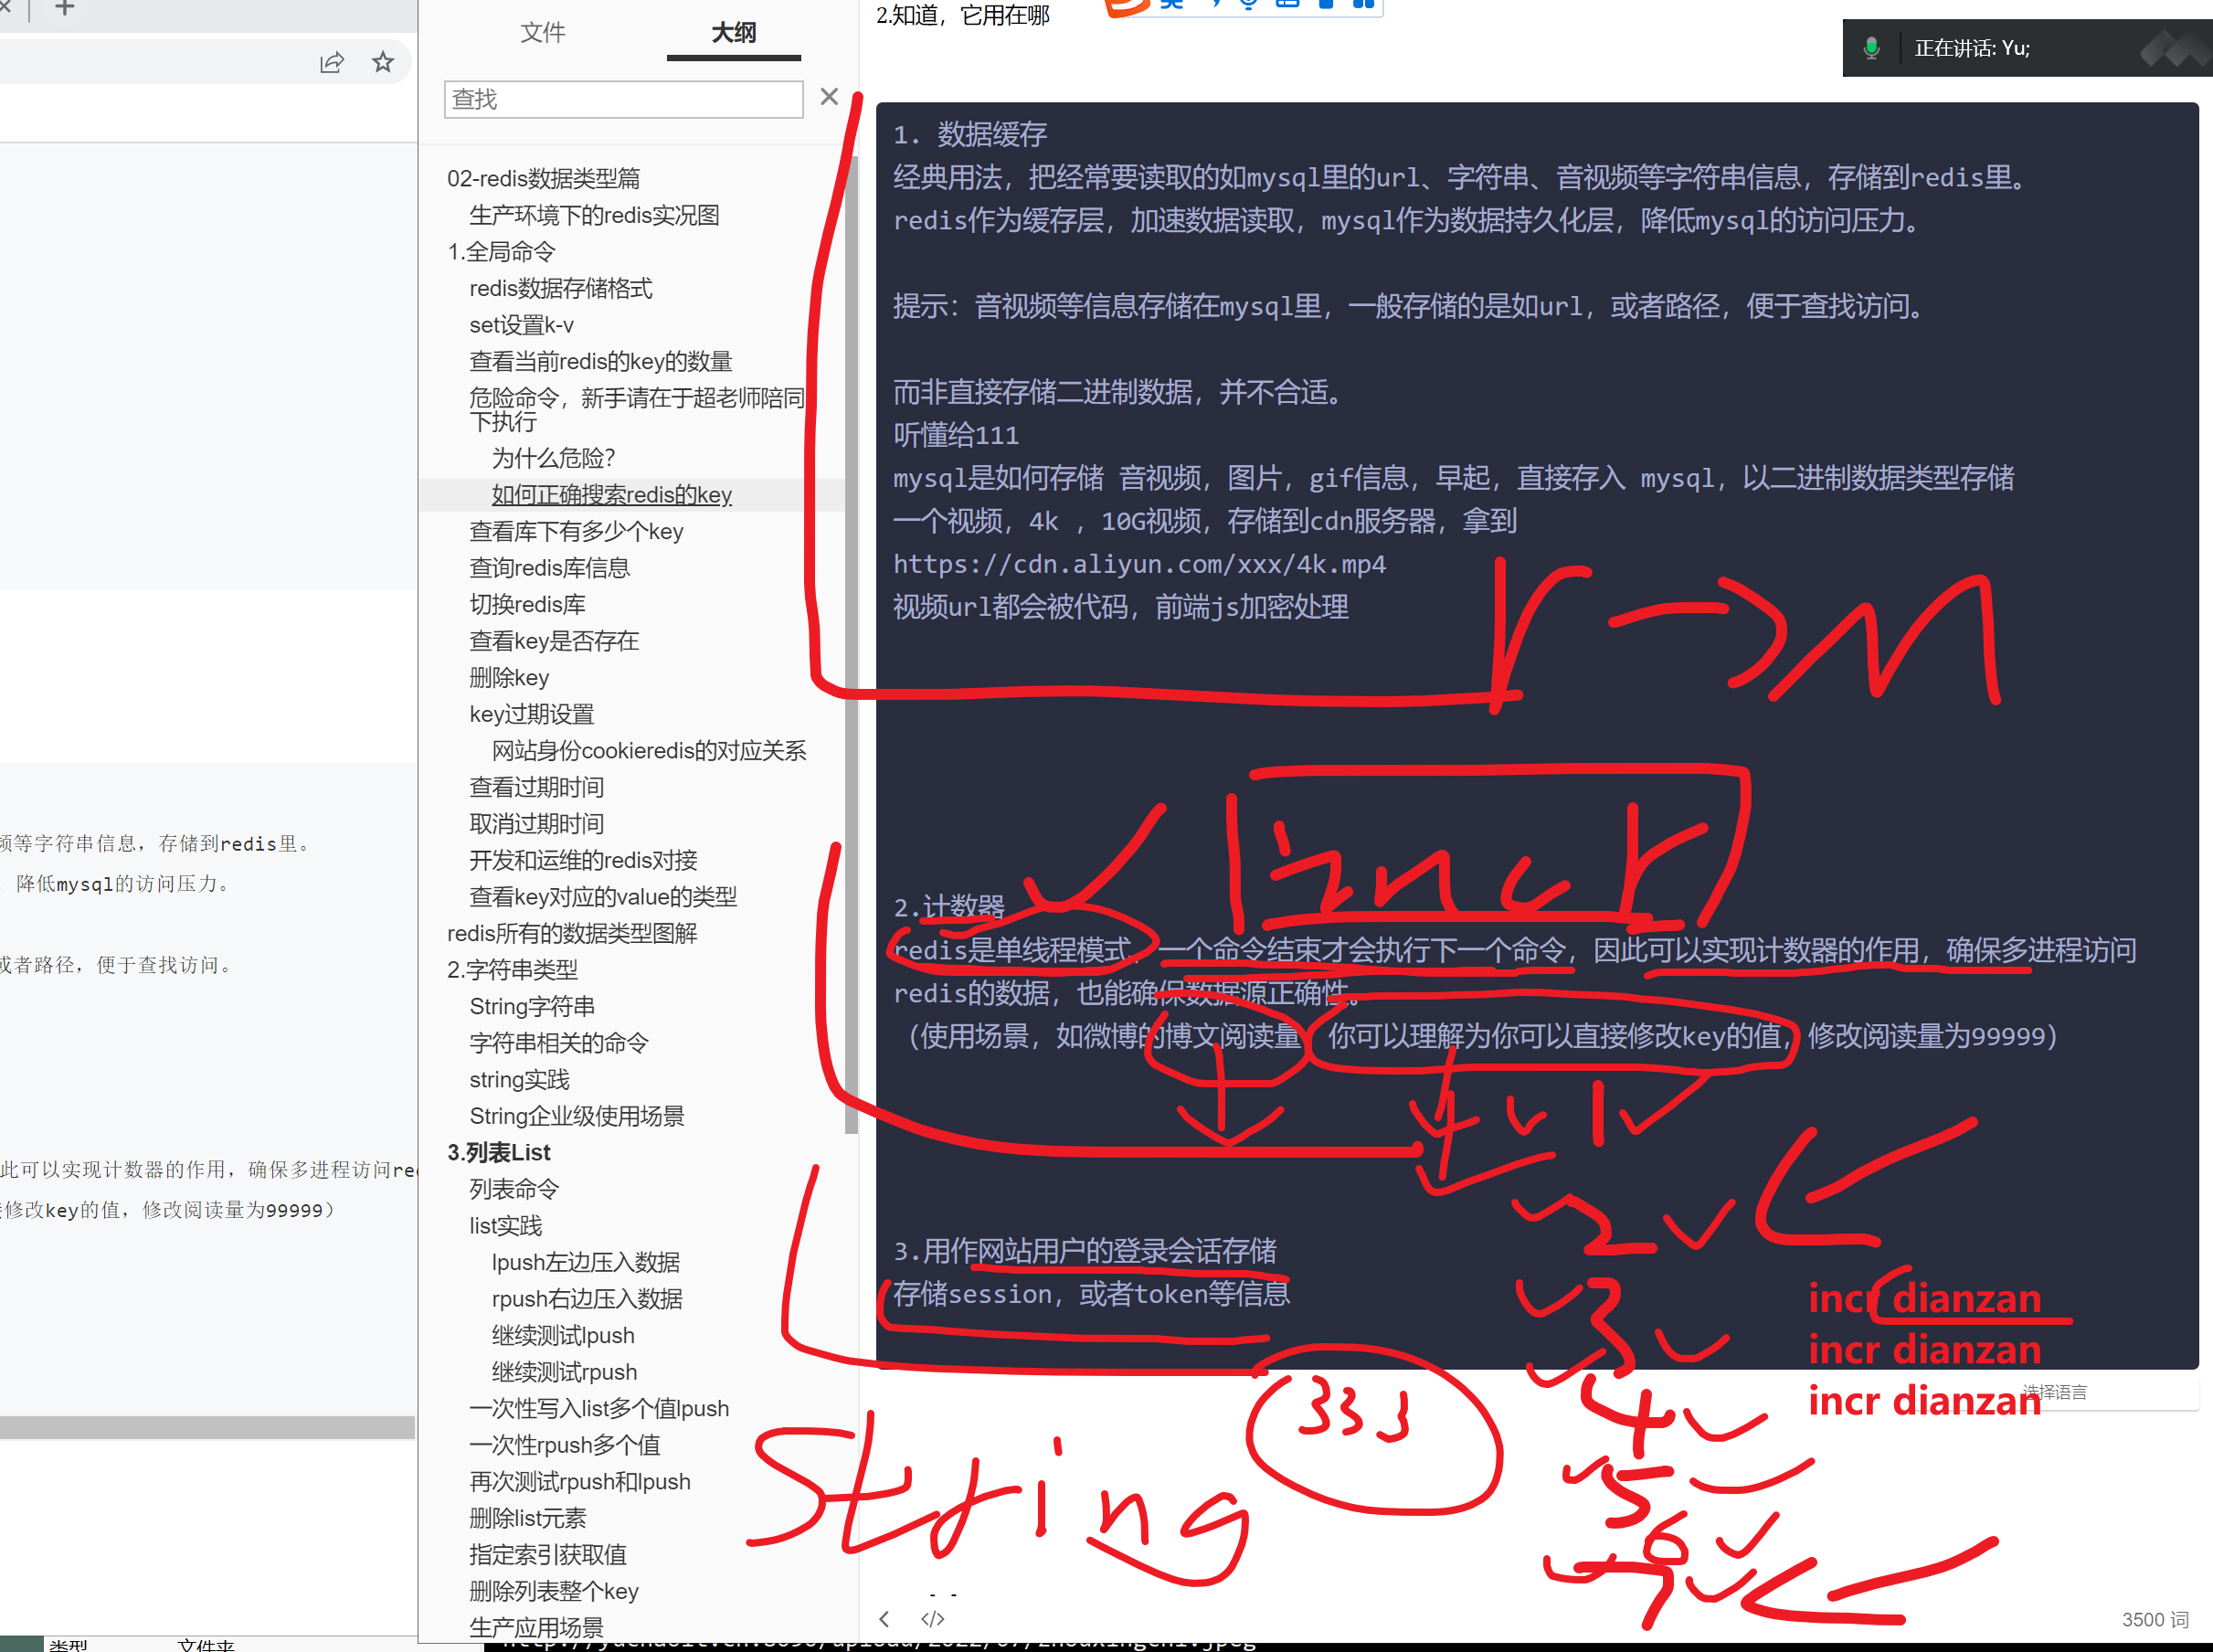 文件
大纲
查找
02-redis数据类型篇
生产环境下的redis实况图
1.全局命令
redis数据存储格式
set设置k-v
查看当前redis的key的数量
危险命令，新手请在于超老师陪同
下执行
为什么危险？
如何正确搜索redis的key
查看库下有多少个key
查询redis库信息
切换redis库
查看key是否存在
删除key
key过期设置
网站身份cookieredis的对应关系
查看过期时间
取消过期时间
开发和运维的redis对接
查看key对应的value的类型
redis所有的数据类型图解
2.字符串类型
String字符串
字符串相关的命令
string实践
String企业级使用场景
3.列表List
列表命令
list实践
lpush左边压入数据
rpush右边压入数据
继续测试lpush
继续测试rpush
一次性写入list多个值lpush
一次性rpush多个值
再次测试rpush和lpush
删除list元素
指定索引获取值
删除列表整个key
生产应用场景
频等字符串信息，存储到redis里。
，降低mysql的访问压力。
或者路径，便于查找访问。
此可以实现计数器的作用，确保多进程访问re
修改key的值，修改阅读量为99999）
类型
文件夹
2.知道，它用在哪
英
正在讲话: Yu;
1. 数据缓存
经典用法，把经常要读取的如mysql里的url、字符串、音视频等字符串信息，存储到redis里。
redis作为缓存层，加速数据读取，mysql作为数据持久化层，降低mysql的访问压力。
提示：音视频等信息存储在mysql里，一般存储的是如url，或者路径，便于查找访问。
而非直接存储二进制数据，并不合适。
听懂给111
mysql是如何存储 音视频，图片，gif信息，早起，直接存入 mysql，以二进制数据类型存储
一个视频，4k ，10G视频，存储到cdn服务器，拿到
https://cdn.aliyun.com/xxx/4k.mp4
视频url都会被代码，前端js加密处理
r → M
incr
2.计数器
redis是单线程模式，一个命令结束才会执行下一个命令，因此可以实现计数器的作用，确保多进程访问
redis的数据，也能确保数据源正确性。
（使用场景，如微博的博文阅读量，你可以理解为你可以直接修改key的值，修改阅读量为99999）
1
2
3
4
5
6
7
3.用作网站用户的登录会话存储
存储session，或者token等信息
incr dianzan
incr dianzan
incr dianzan
选择语言
333
String
3500 词